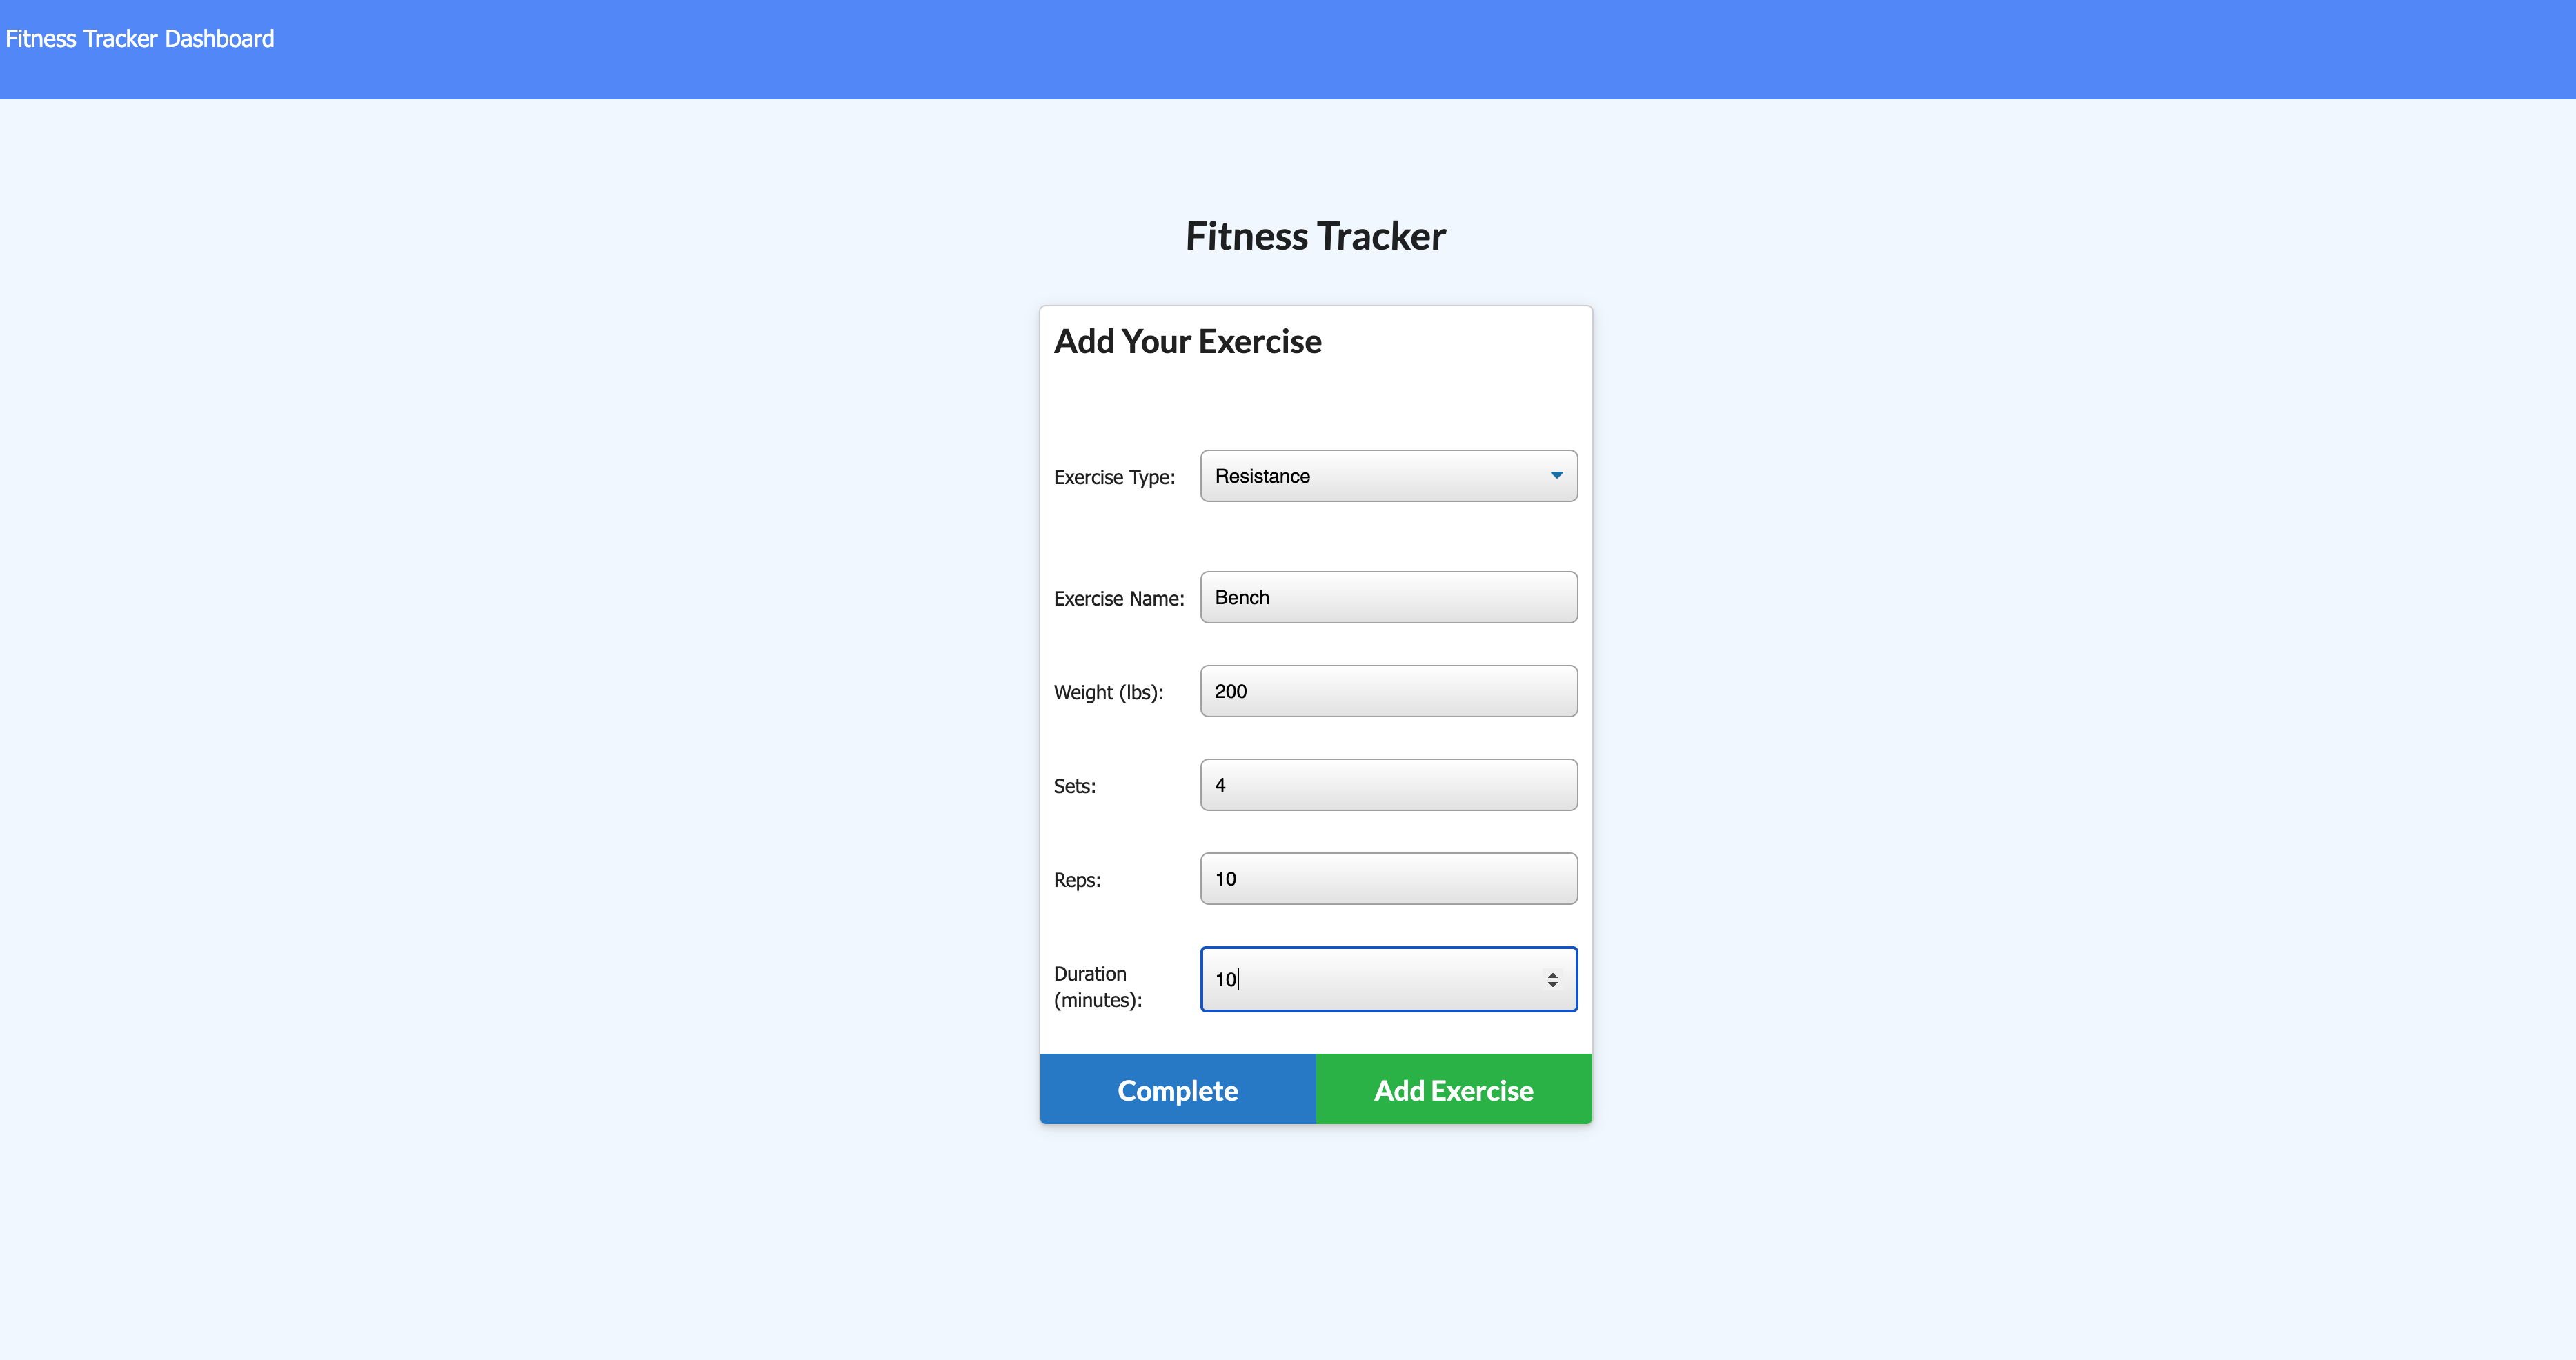 Fitness Tracker Dashboard
Fitness Tracker
Add Your Exercise
Exercise Type: Resistance
Exercise Name: Bench
Weight (lbs): 200
Sets: 4
Reps: 10
Duration (minutes): 10
Complete Add Exercise